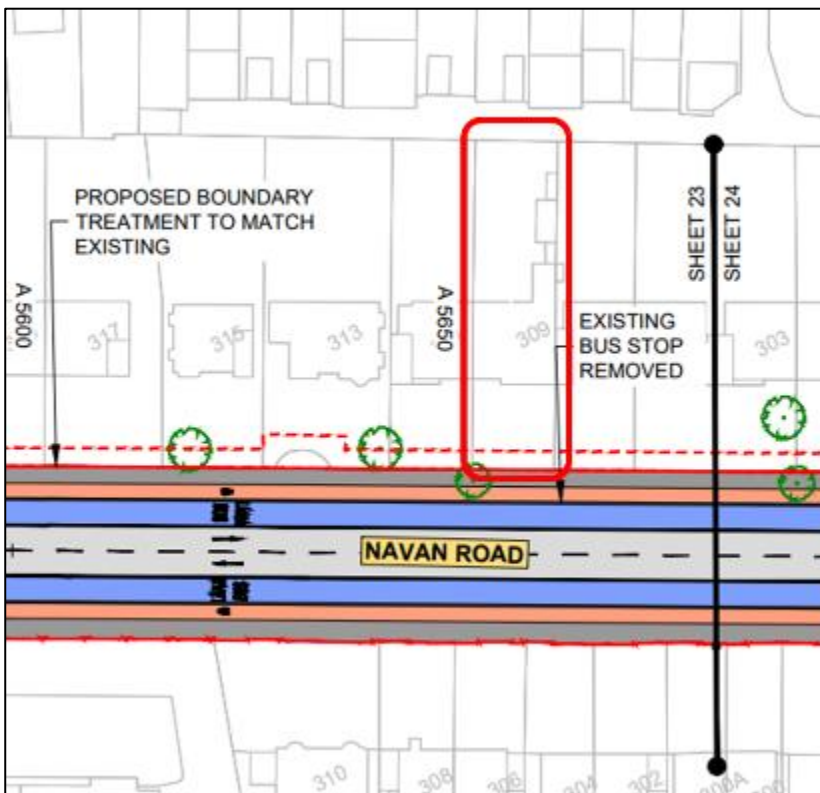 PROPOSED BOUNDARY
TREATMENT TO MATCH
EXISTING
A 5600
A 5650
SHEET 23
SHEET 24
317
315
313
309
303
EXISTING
BUS STOP
REMOVED
NAVAN ROAD
310
308
306
304
302
300A